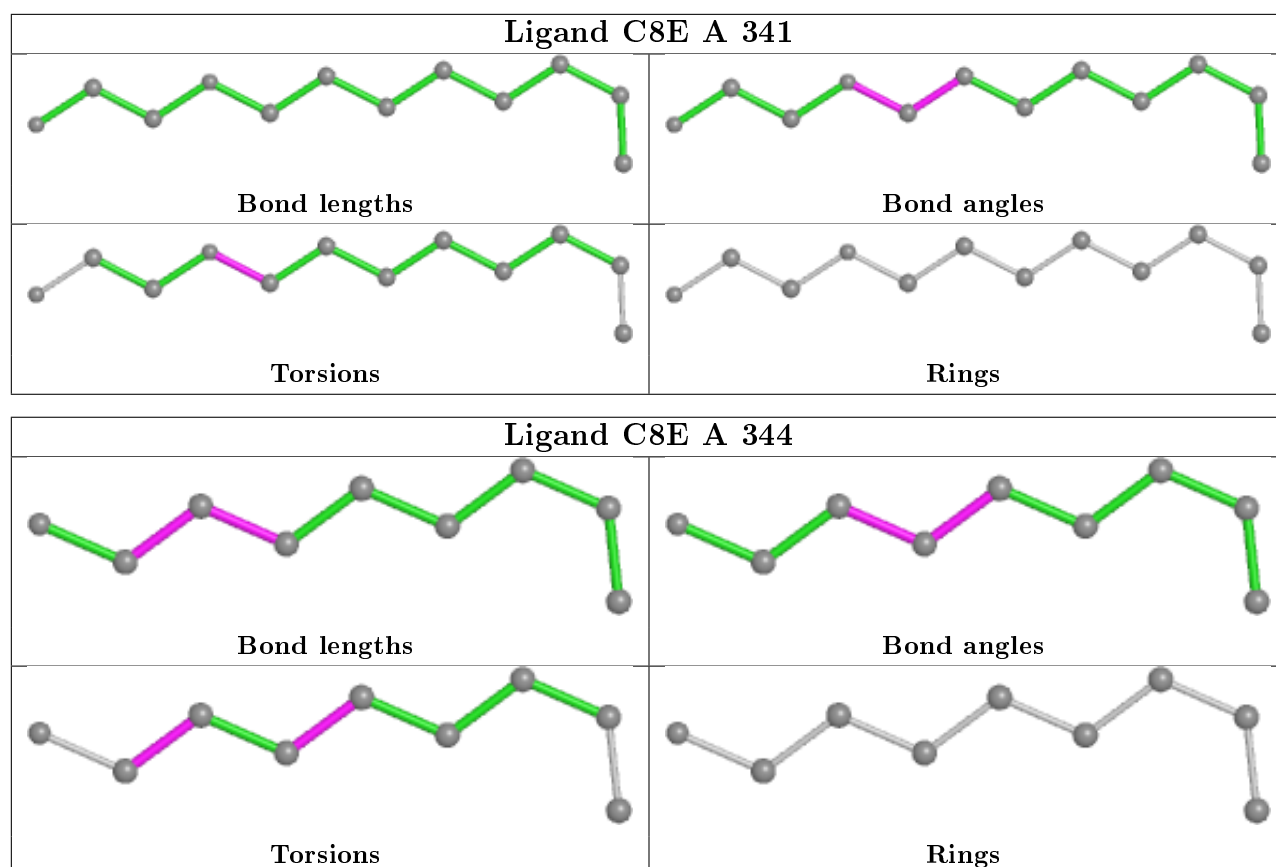 Ligand C8E A 341
Bond lengths
Bond angles
Torsions
Rings
Ligand C8E A 344
Bond lengths
Bond angles
Torsions
Rings